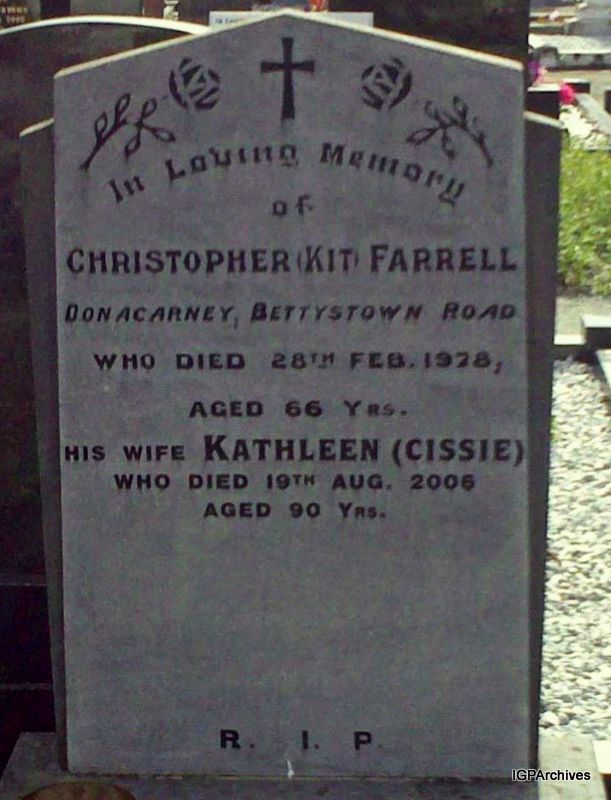 In Loving Memory
of
CHRISTOPHER (KIT) FARRELL
DONACARNEY, BETTYSTOWN ROAD
WHO DIED 28TH FEB. 1978,
AGED 66 YRS.
HIS WIFE KATHLEEN (CISSIE)
WHO DIED 19TH AUG. 2006
AGED 90 YRS.
R. I. P.
IGPArchives